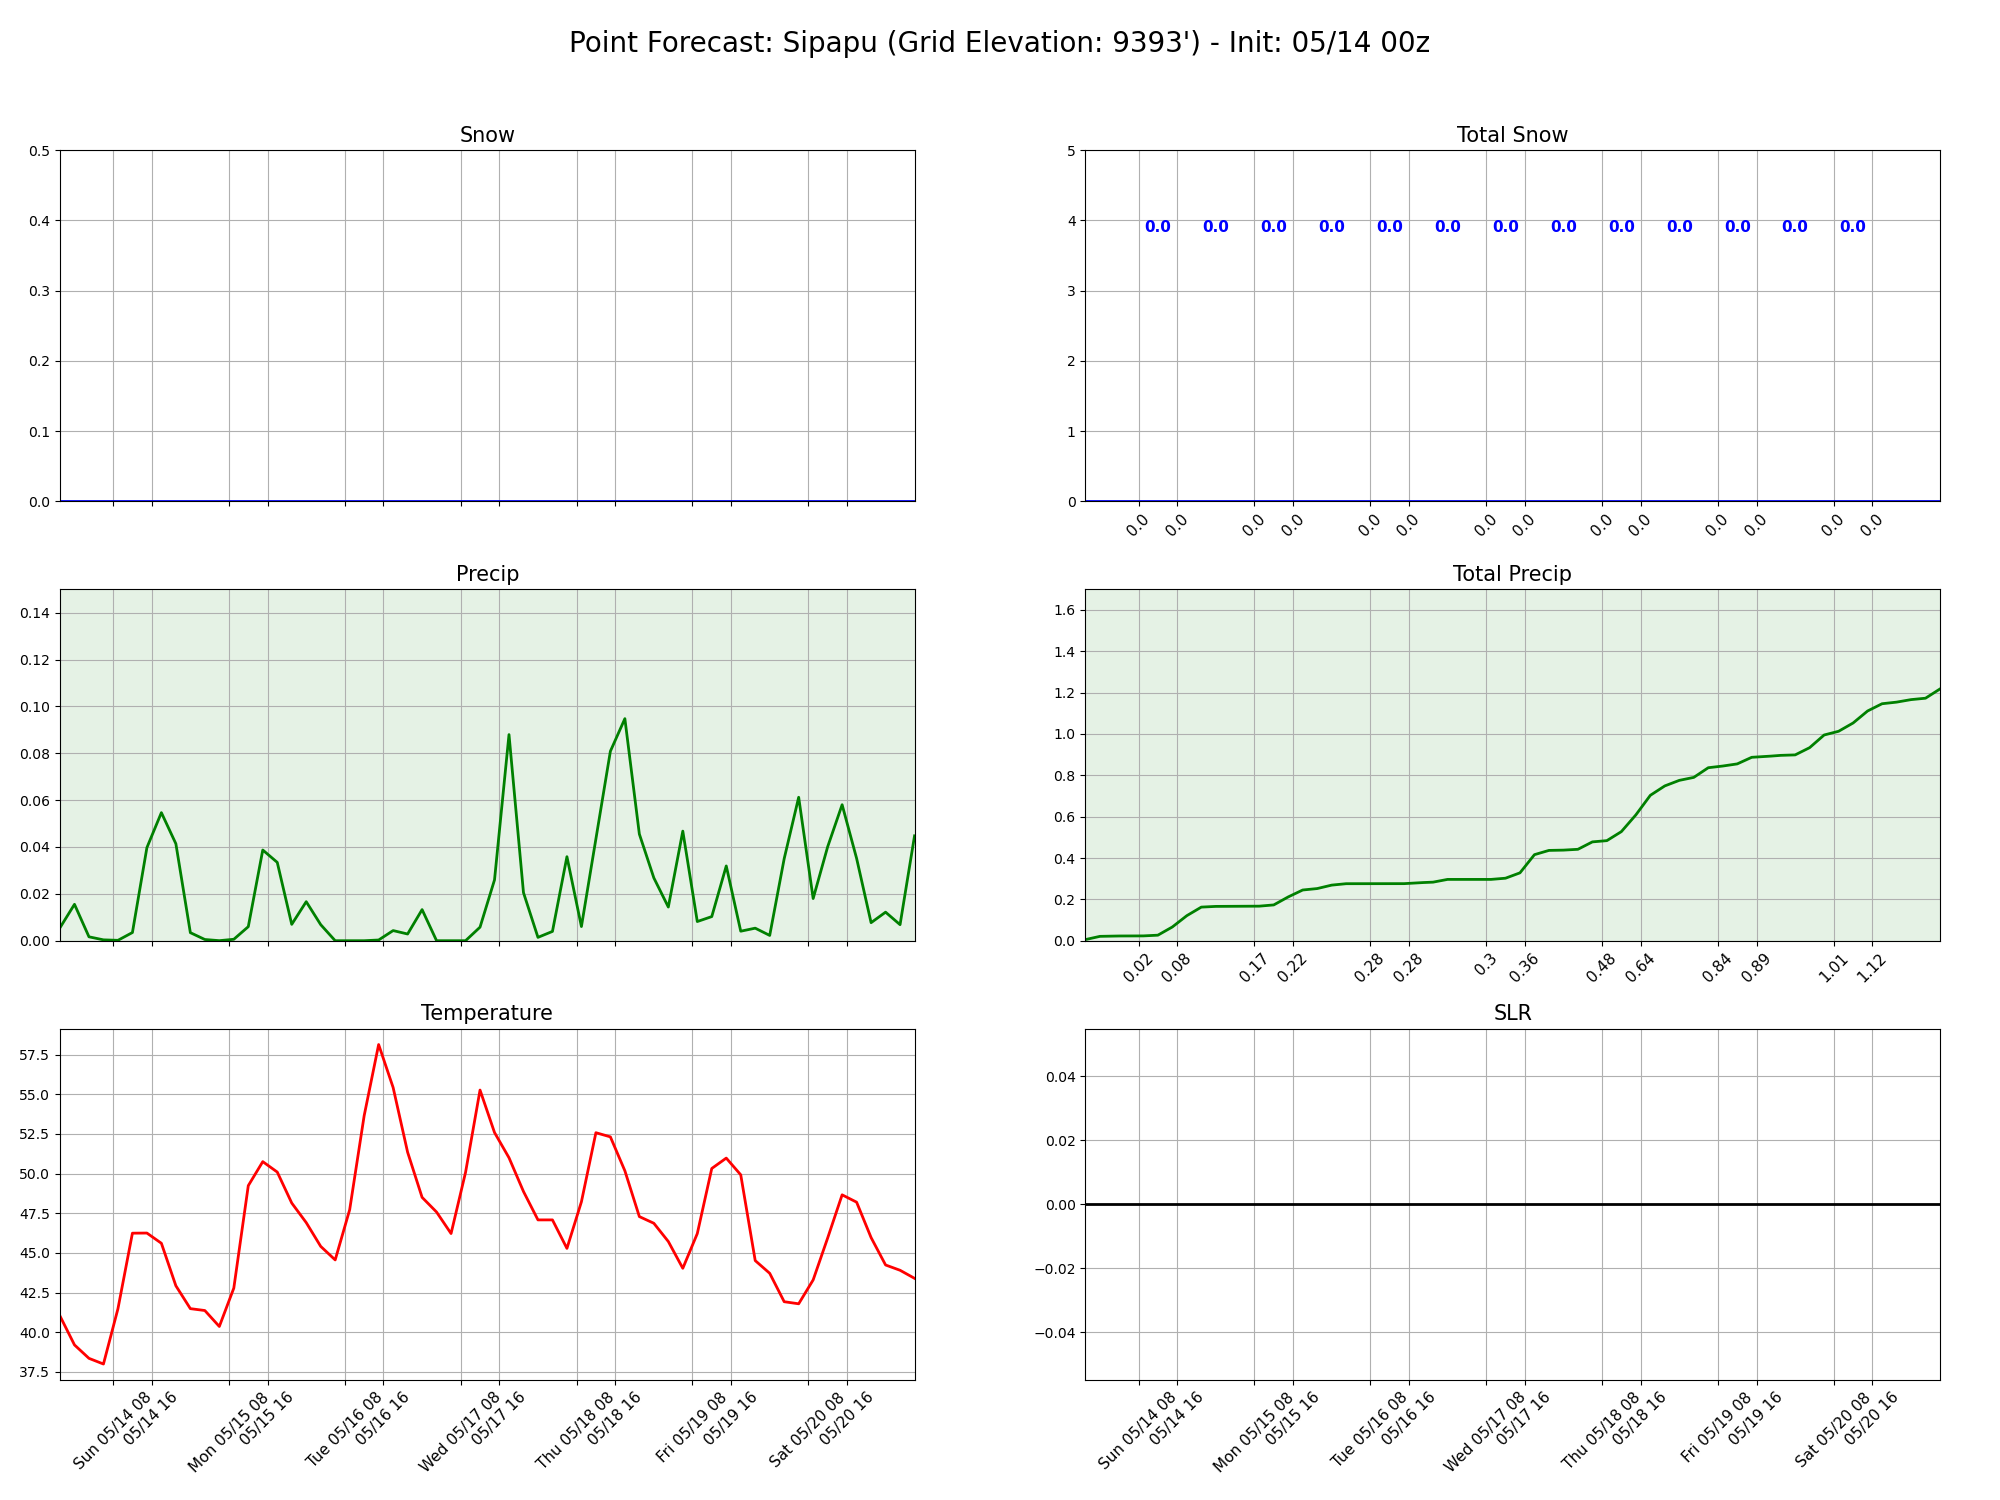 Point Forecast: Sipapu (Grid Elevation: 9393') - Init: 05/14 00z
Snow
0.5
0.4
0.3
0.2
0.1
0.0
Total Snow
5
4
3
2
1
0
0.0 0.0 0.0 0.0 0.0 0.0 0.0 0.0 0.0 0.0 0.0 0.0 0.0
0.0 0.0 0.0 0.0 0.0 0.0 0.0 0.0 0.0 0.0 0.0 0.0 0.0 0.0
Precip
0.14
0.12
0.10
0.08
0.06
0.04
0.02
0.00
Total Precip
1.6
1.4
1.2
1.0
0.8
0.6
0.4
0.2
0.0
0.02 0.08 0.17 0.22 0.28 0.28 0.3 0.36 0.48 0.64 0.84 0.89 1.01 1.12
Temperature
57.5
55.0
52.5
50.0
47.5
45.0
42.5
40.0
37.5
Sun 05/14 08
05/14 16
Mon 05/15 08
05/15 16
Tue 05/16 08
05/16 16
Wed 05/17 08
05/17 16
Thu 05/18 08
05/18 16
Fri 05/19 08
05/19 16
Sat 05/20 08
05/20 16
SLR
0.04
0.02
0.00
−0.02
−0.04
Sun 05/14 08
05/14 16
Mon 05/15 08
05/15 16
Tue 05/16 08
05/16 16
Wed 05/17 08
05/17 16
Thu 05/18 08
05/18 16
Fri 05/19 08
05/19 16
Sat 05/20 08
05/20 16